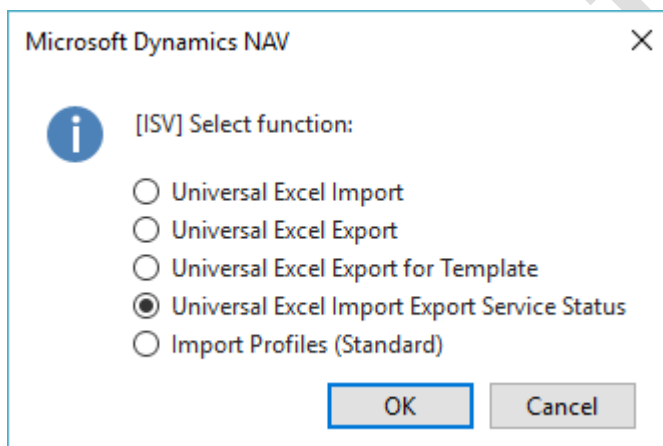 Microsoft Dynamics NAV
[ISV] Select function:
Universal Excel Import
Universal Excel Export
Universal Excel Export for Template
Universal Excel Import Export Service Status
Import Profiles (Standard)
OK Cancel